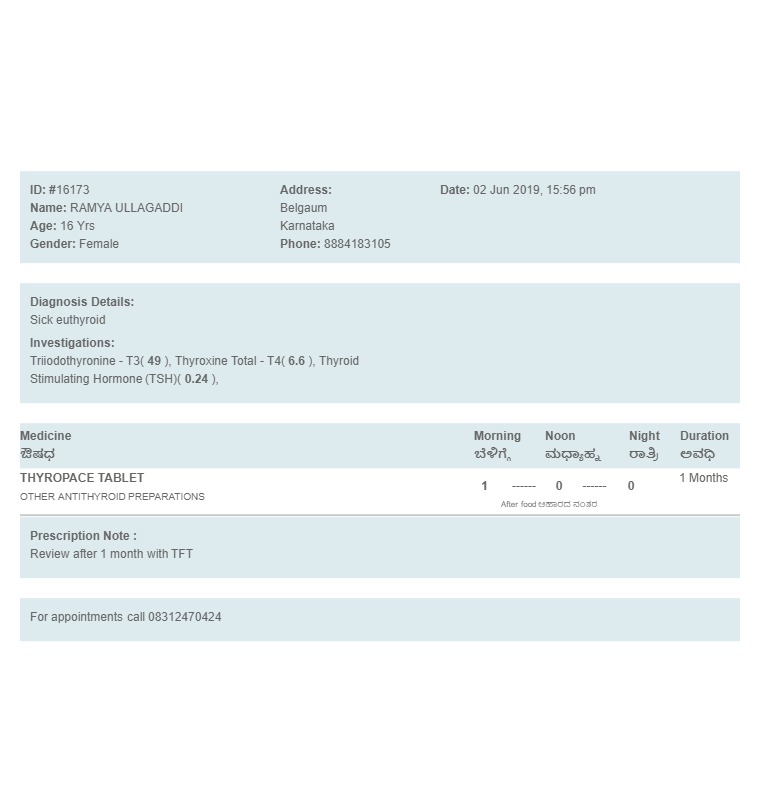 ID: #16173
Name: RAMYA ULLAGADDI
Age: 16 Yrs
Gender: Female
Address:
Belgaum
Karnataka
Phone: 8884183105
Date: 02 Jun 2019, 15:56 pm
Diagnosis Details:
Sick euthyroid
Investigations:
Triiodothyronine - T3( 49 ), Thyroxine Total - T4( 6.6 ), Thyroid
Stimulating Hormone (TSH)( 0.24 ),
Medicine Morning Noon Night Duration
ಔಷಧ ಬೆಳಿಗ್ಗೆ ಮಧ್ಯಾಹ್ನ ರಾತ್ರಿ ಅವಧಿ
THYROPACE TABLET 1 ------ 0 ------ 0 1 Months
OTHER ANTITHYROID PREPARATIONS
After food ಆಹಾರದ ನಂತರ
Prescription Note :
Review after 1 month with TFT
For appointments call 08312470424